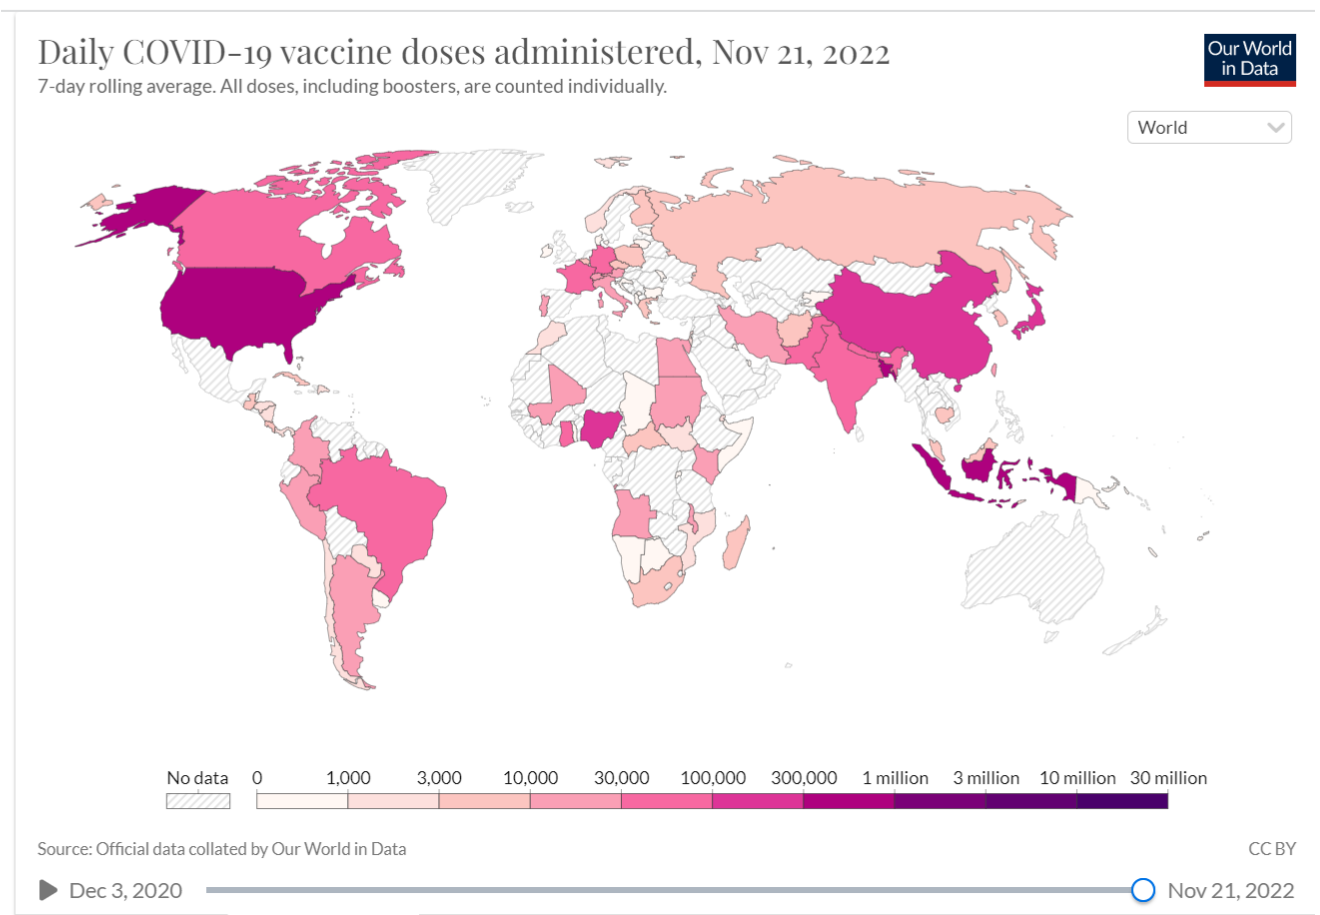 Daily COVID-19 vaccine doses administered, Nov 21, 2022
Our World
in Data
7-day rolling average. All doses, including boosters, are counted individually.
World
No data 0 1,000 3,000 10,000 30,000 100,000 300,000 1 million 3 million 10 million 30 million
Source: Official data collated by Our World in Data
CC BY
Dec 3, 2020
Nov 21, 2022